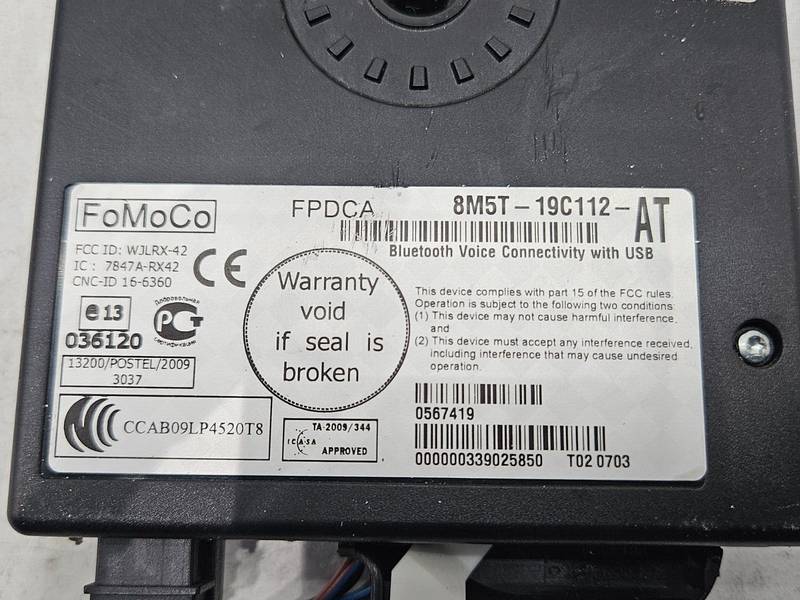 FoMoCo
FPDCA
8M5T-19C112-AT
Bluetooth Voice Connectivity with USB
FCC ID: WJLRX-42
IC : 7847A-RX42
CNC-ID 16-6360
CE
e 13
036120
Добровольная
РСТ
Сертификация
13200/POSTEL/2009
3037
Warranty
void
if seal is
broken
This device complies with part 15 of the FCC rules.
Operation is subject to the following two conditions:
(1) This device may not cause harmful interference,
and
(2) This device must accept any interference received,
including interference that may cause undesired
operation.
CCAB09LP4520T8
TA-2009/344
ICASA
APPROVED
0567419
000000339025850 T02 0703